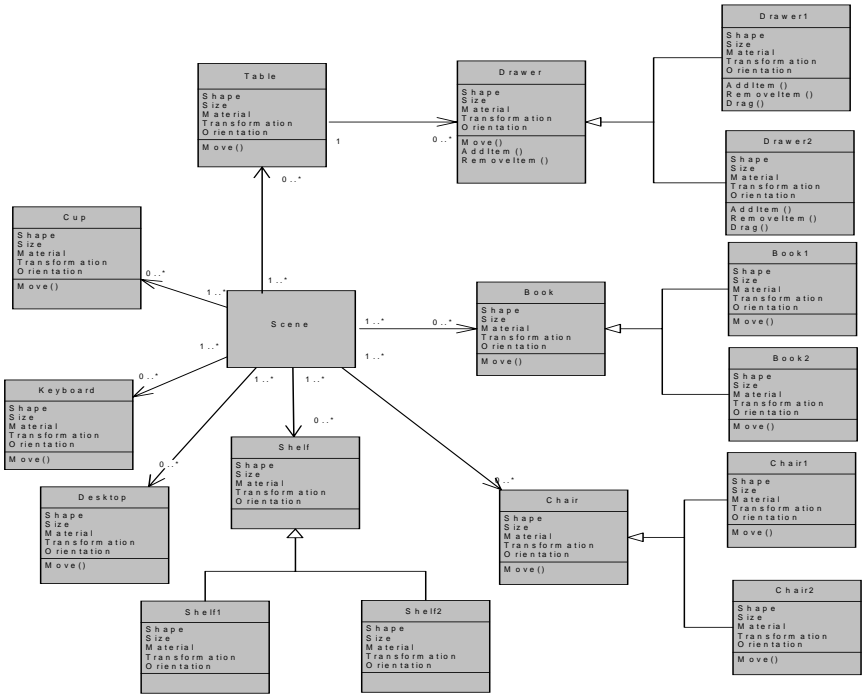 Drawer1
Shape
Size
Material
Transformation
Orientation
AddItem()
RemoveItem()
Drag()
Table
Shape
Size
Material
Transformation
Orientation
Move()
Drawer
Shape
Size
Material
Transformation
Orientation
Move()
AddItem()
RemoveItem()
1
0..*
Drawer2
Shape
Size
Material
Transformation
Orientation
AddItem()
RemoveItem()
Drag()
0..*
Cup
Shape
Size
Material
Transformation
Orientation
Move()
0..*
1..*
1..*
Scene
1..*
0..*
1..*
1..*
Book
Shape
Size
Material
Transformation
Orientation
Move()
Book1
Shape
Size
Material
Transformation
Orientation
Move()
Book2
Shape
Size
Material
Transformation
Orientation
Move()
0..*
Keyboard
Shape
Size
Material
Transformation
Orientation
Move()
1..*
1..*
0..*
0..*
Shelf
Shape
Size
Material
Transformation
Orientation
Desktop
Shape
Size
Material
Transformation
Orientation
Move()
0..*
Chair
Shape
Size
Material
Transformation
Orientation
Move()
Chair1
Shape
Size
Material
Transformation
Orientation
Move()
Chair2
Shape
Size
Material
Transformation
Orientation
Move()
Shelf1
Shape
Size
Material
Transformation
Orientation
Shelf2
Shape
Size
Material
Transformation
Orientation